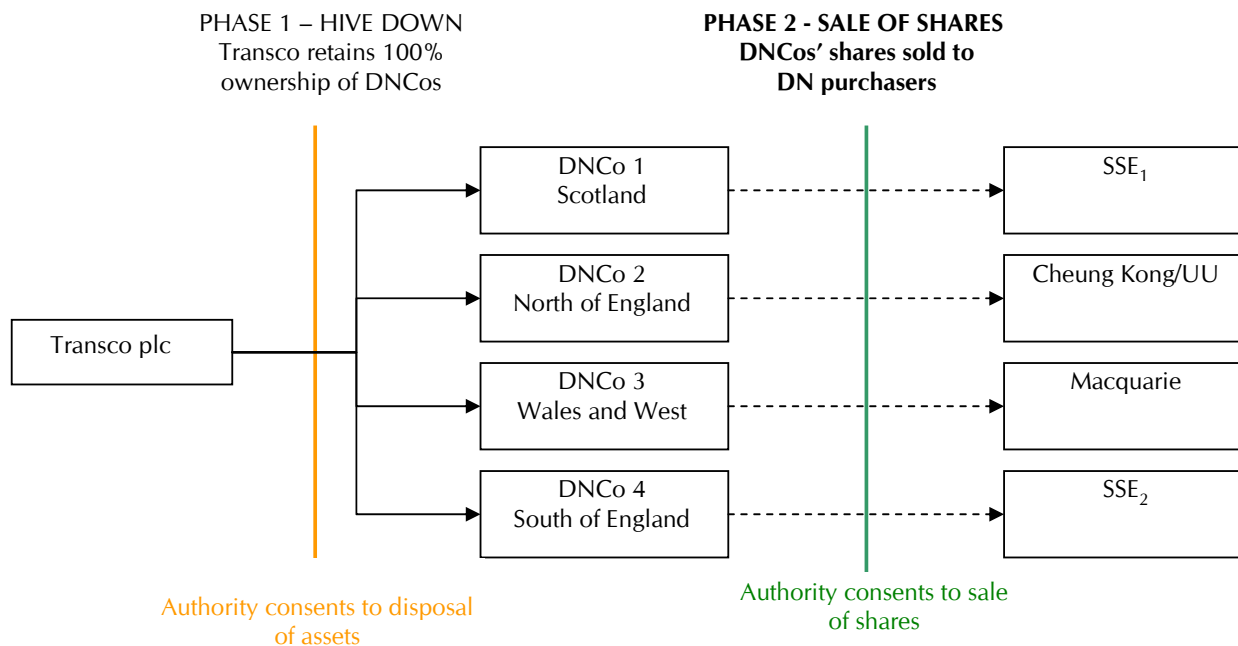 PHASE 1 – HIVE DOWN
Transco retains 100%
ownership of DNCos
PHASE 2 - SALE OF SHARES
DNCos’ shares sold to
DN purchasers
Transco plc
DNCo 1
Scotland
SSE₁
DNCo 2
North of England
Cheung Kong/UU
DNCo 3
Wales and West
Macquarie
DNCo 4
South of England
SSE₂
Authority consents to disposal
of assets
Authority consents to sale
of shares